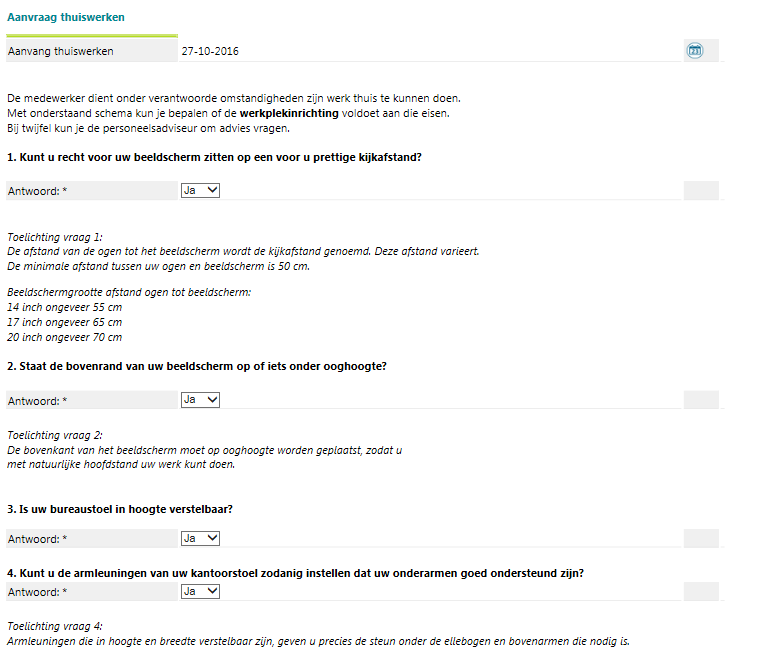 Aanvraag thuiswerken
Aanvang thuiswerken 27-10-2016 23
De medewerker dient onder verantwoorde omstandigheden zijn werk thuis te kunnen doen.
Met onderstaand schema kun je bepalen of de werkplekinrichting voldoet aan die eisen.
Bij twijfel kun je de personeelsadviseur om advies vragen.
1. Kunt u recht voor uw beeldscherm zitten op een voor u prettige kijkafstand?
Antwoord: * Ja
Toelichting vraag 1:
De afstand van de ogen tot het beeldscherm wordt de kijkafstand genoemd. Deze afstand varieert.
De minimale afstand tussen uw ogen en beeldscherm is 50 cm.
Beeldschermgrootte afstand ogen tot beeldscherm:
14 inch ongeveer 55 cm
17 inch ongeveer 65 cm
20 inch ongeveer 70 cm
2. Staat de bovenrand van uw beeldscherm op of iets onder ooghoogte?
Antwoord: * Ja
Toelichting vraag 2:
De bovenkant van het beeldscherm moet op ooghoogte worden geplaatst, zodat u
met natuurlijke hoofdstand uw werk kunt doen.
3. Is uw bureaustoel in hoogte verstelbaar?
Antwoord: * Ja
4. Kunt u de armleuningen van uw kantoorstoel zodanig instellen dat uw onderarmen goed ondersteund zijn?
Antwoord: * Ja
Toelichting vraag 4:
Armleuningen die in hoogte en breedte verstelbaar zijn, geven u precies de steun onder de ellebogen en bovenarmen die nodig is.